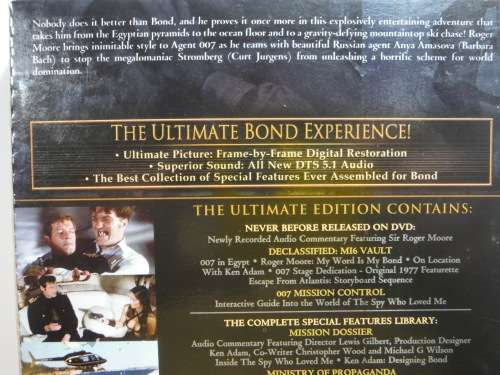 Nobody does it better than Bond, and he proves it once more in this explosively entertaining adventure that
takes him from the Egyptian pyramids to the ocean floor and to a gravity-defying mountaintop ski chase! Roger
Moore brings inimitable style to Agent 007 as he teams with beautiful Russian agent Anya Amasova (Barbara
Bach) to stop the megalomaniac Stromberg (Curt Jurgens) from unleashing a horrific scheme for world
domination.
THE ULTIMATE BOND EXPERIENCE!
• Ultimate Picture: Frame-by-Frame Digital Restoration
• Superior Sound: All New DTS 5.1 Audio
• The Best Collection of Special Features Ever Assembled for Bond
THE ULTIMATE EDITION CONTAINS:
NEVER BEFORE RELEASED ON DVD:
Newly Recorded Audio Commentary Featuring Sir Roger Moore
DECLASSIFIED: MI6 VAULT
007 in Egypt * Roger Moore: My Word Is My Bond * On Location
With Ken Adam * 007 Stage Dedication - Original 1977 Featurette
Escape From Atlantis: Storyboard Sequence
007 MISSION CONTROL
Interactive Guide Into the World of The Spy Who Loved Me
THE COMPLETE SPECIAL FEATURES LIBRARY:
MISSION DOSSIER
Audio Commentary Featuring Director Lewis Gilbert, Production Designer
Ken Adam, Co-Writer Christopher Wood and Michael G Wilson
Inside The Spy Who Loved Me * Ken Adam: Designing Bond
MINISTRY OF PROPAGANDA